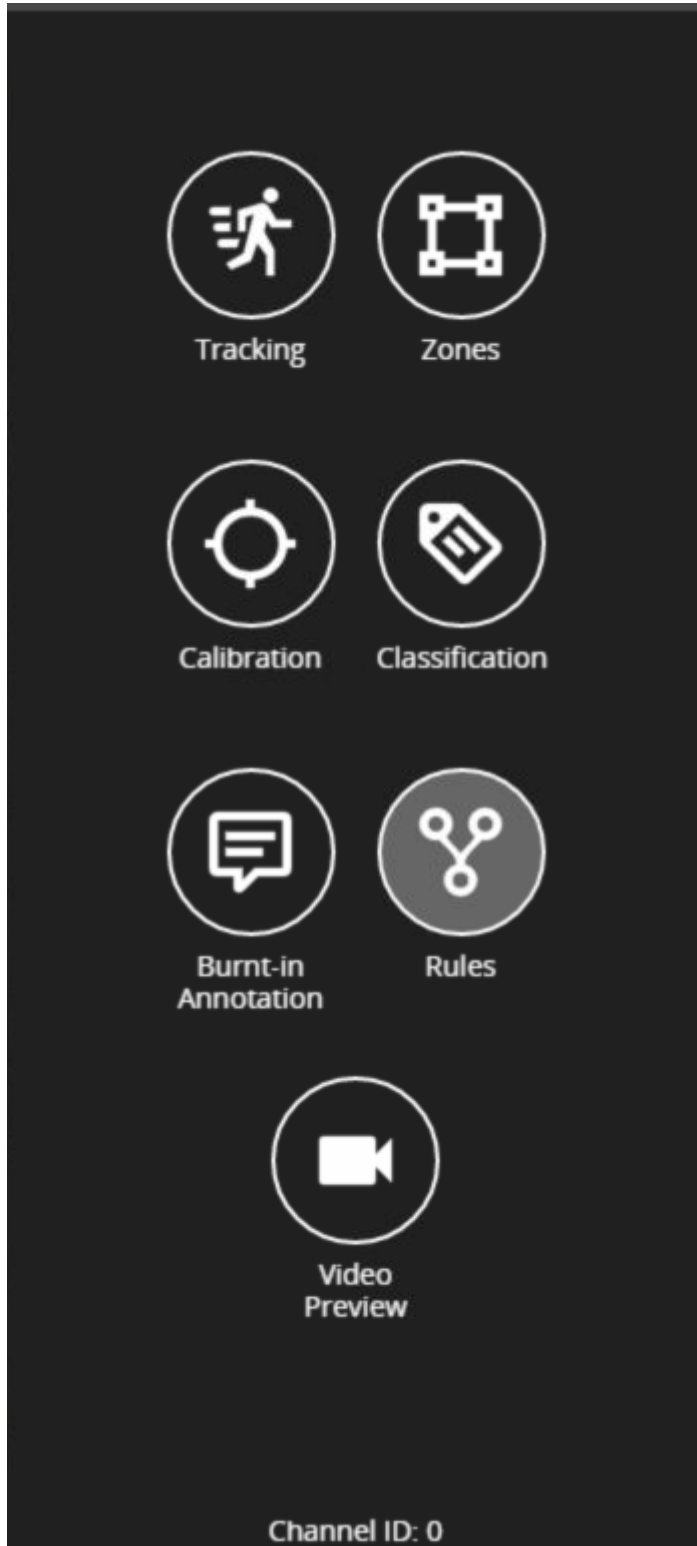 Tracking
Zones
Calibration
Classification
Burnt-in
Annotation
Rules
Video
Preview
Channel ID: 0